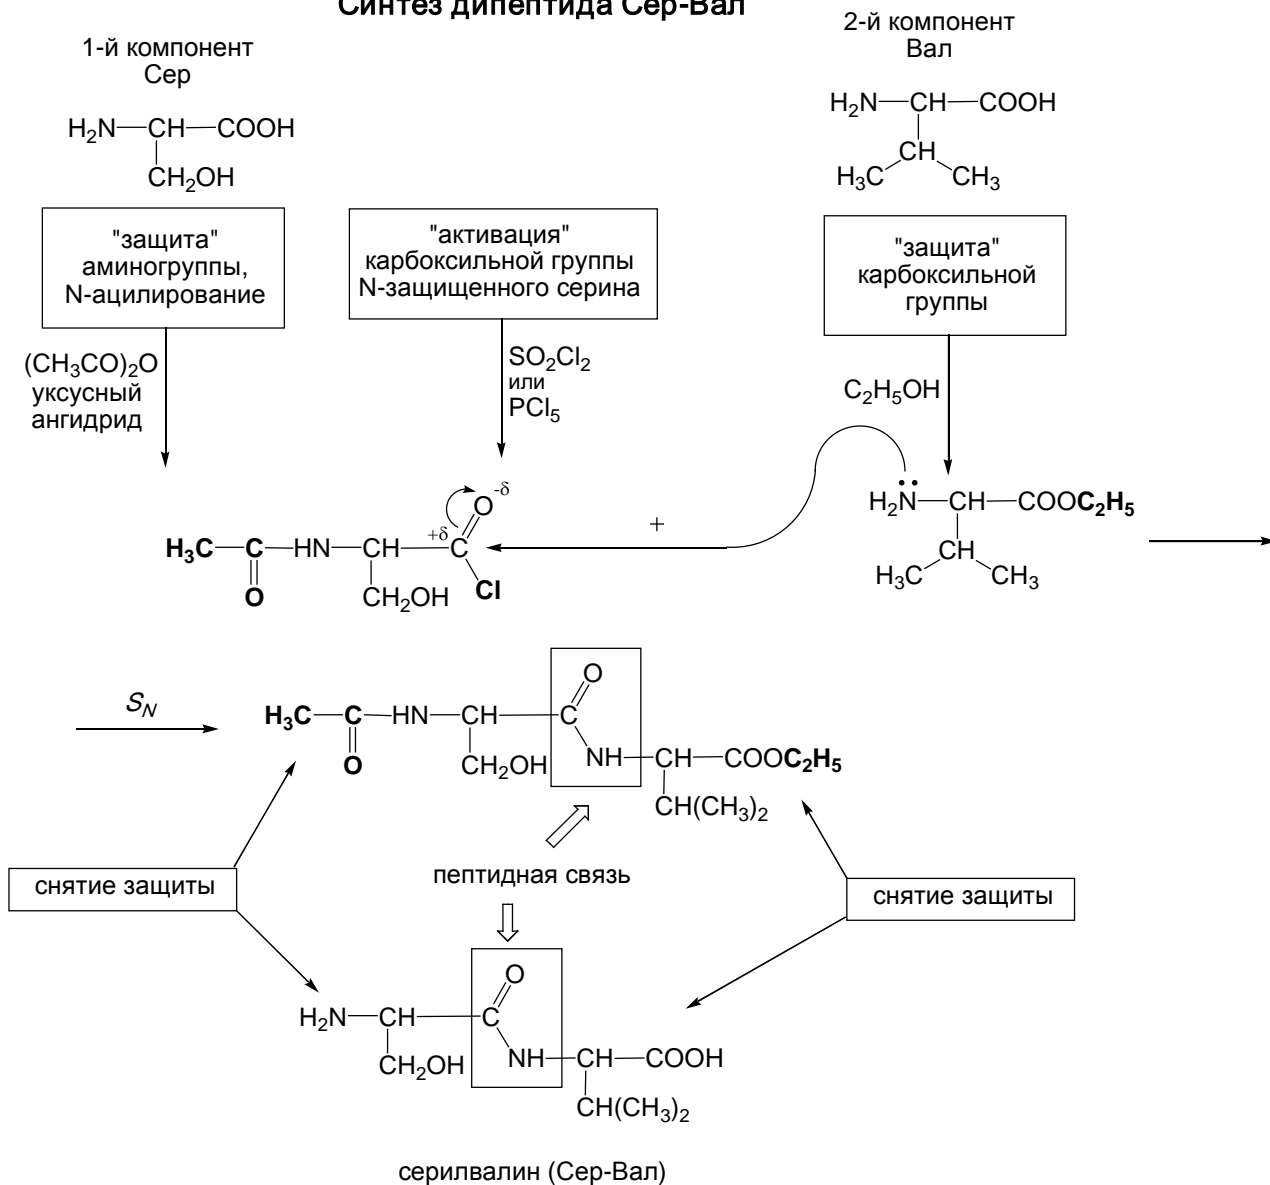 Синтез дипептида Сер-Вал
1-й компонент
Сер
H₂N—CH—COOH
CH₂OH
2-й компонент
Вал
H₂N—CH—COOH
CH
H₃C CH₃
"защита"
аминогруппы,
N-ацилирование
"активация"
карбоксильной группы
N-защищенного серина
"защита"
карбоксильной
группы
(CH₃CO)₂O
уксусный
ангидрид
SO₂Cl₂
или
PCl₅
C₂H₅OH
O -δ
H₃C—C—HN—CH—C +δ
O CH₂OH Cl
+
H₂N—CH—COOC₂H₅
CH
H₃C CH₃
S_N
O
H₃C—C—HN—CH—C
O CH₂OH NH—CH—COOC₂H₅
CH(CH₃)₂
снятие защиты
пептидная связь
снятие защиты
O
H₂N—CH—C
CH₂OH NH—CH—COOH
CH(CH₃)₂
серилвалин (Сер-Вал)